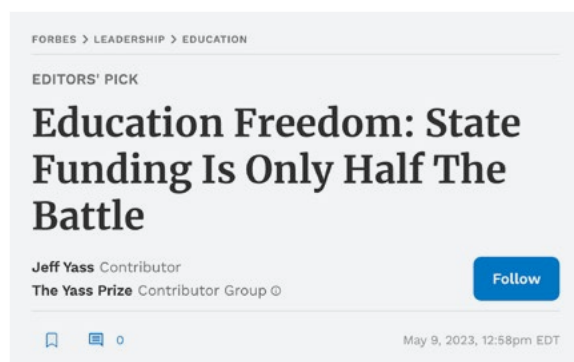 FORBES > LEADERSHIP > EDUCATION
EDITORS' PICK
Education Freedom: State
Funding Is Only Half The
Battle
Jeff Yass Contributor
The Yass Prize Contributor Group
Follow
0
May 9, 2023, 12:58pm EDT